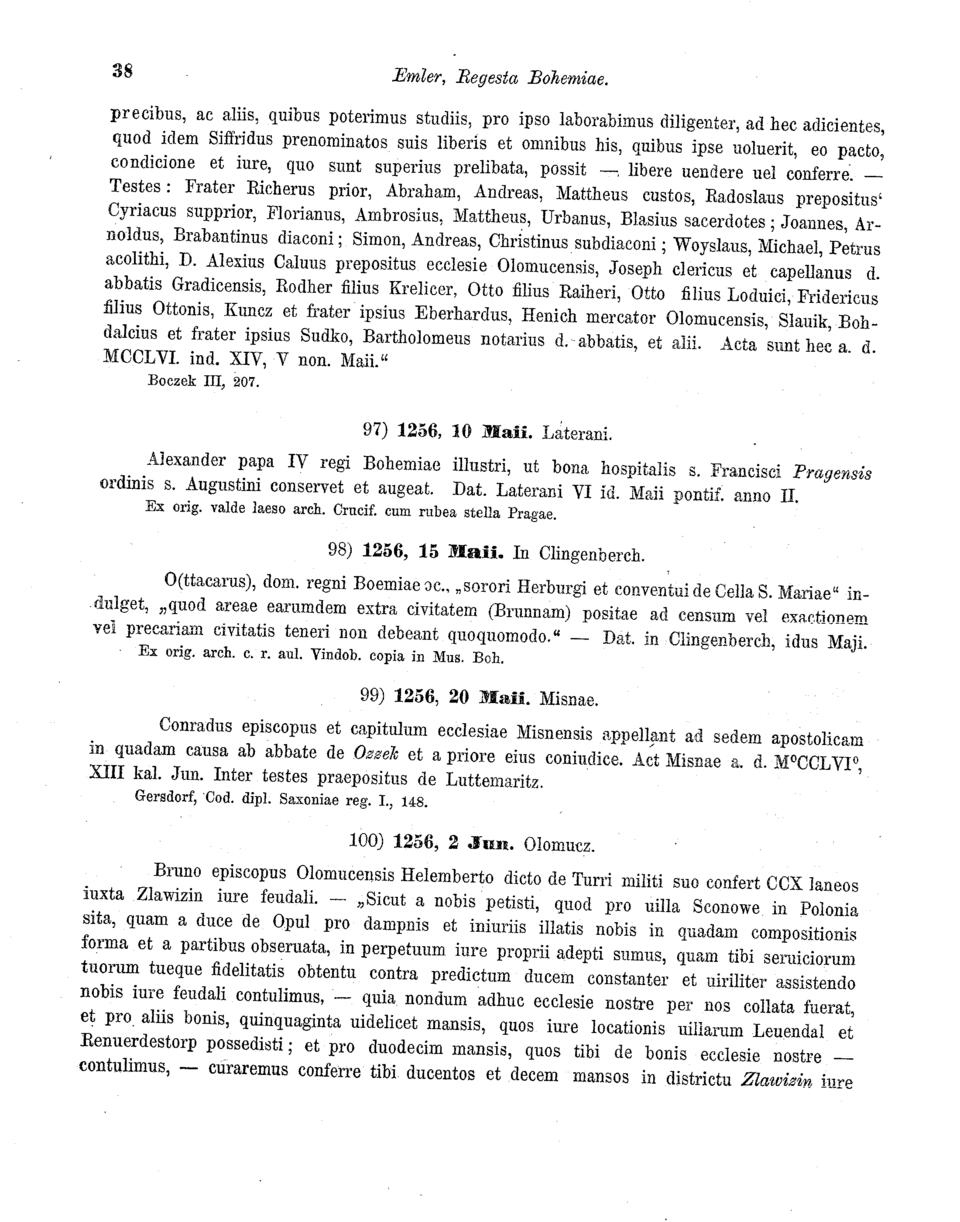 38
Emler, Regesta Bohemiae.
precibus, ac aliis, quibus poterimus studiis, pro ipso laborabimus diligenter, ad hec adicientes,
quod idem Siffridus prenominatos suis liberis et omnibus his, quibus ipse uoluerit, eo pacto,
condicione et iure, quo sunt superius prelibata, possit — libere uendere uel conferre. —
Testes : Frater Richerus prior, Abraham, Andreas, Mattheus custos, Radoslaus prepositus‘
Cyriacus supprior, Florianus, Ambrosius, Mattheus, Urbanus, Blasius sacerdotes ; Joannes, Ar-
noldus, Brabantinus diaconi ; Simon, Andreas, Christinus subdiaconi ; Woyslaus, Michael, Petrus
acolithi, D. Alexius Caluus prepositus ecclesie Olomucensis, Joseph clericus et capellanus d.
abbatis Gradicensis, Rodher filius Krelicer, Otto filius Raiheri, Otto filius Loduici, Fridericus
filius Ottonis, Kuncz et frater ipsius Eberhardus, Henich mercator Olomucensis, Slauik, Boh-
dalcius et frater ipsius Sudko, Bartholomeus notarius d. abbatis, et alii. Acta sunt hec a. d.
MCCLVI. ind. XIV, V non. Maii.“
Boczek III, 207.
97) 1256, 10 Maii. Laterani.
Alexander papa IV regi Bohemiae illustri, ut bona hospitalis s. Francisci Pragensis
ordinis s. Augustini conservet et augeat. Dat. Laterani VI id. Maii pontif. anno II.
Ex orig. valde laeso arch. Crucif. cum rubea stella Pragae.
98) 1256, 15 Maii. In Clingenberch.
O(ttacarus), dom. regni Boemiae ɔc., „sorori Herburgi et conventui de Cella S. Mariae“ in-
dulget, „quod areae earumdem extra civitatem (Brunnam) positae ad censum vel exactionem
vel precariam civitatis teneri non debeant quoquomodo.“ — Dat. in Clingenberch, idus Maji.
Ex orig. arch. c. r. aul. Vindob. copia in Mus. Boh.
99) 1256, 20 Maii. Misnae.
Conradus episcopus et capitulum ecclesiae Misnensis appellant ad sedem apostolicam
in quadam causa ab abbate de Ozzek et a priore eius coniudice. Act Misnae a. d. M⁰CCLVI⁰,
XIII kal. Jun. Inter testes praepositus de Luttemaritz.
Gersdorf, Cod. dipl. Saxoniae reg. I., 148.
100) 1256, 2 Jun. Olomucz.
Bruno episcopus Olomucensis Helemberto dicto de Turri militi suo confert CCX laneos
iuxta Zlawizin iure feudali. — „Sicut a nobis petisti, quod pro uilla Sconowe in Polonia
sita, quam a duce de Opul pro dampnis et iniuriis illatis nobis in quadam compositionis
forma et a partibus obseruata, in perpetuum iure proprii adepti sumus, quam tibi seruiciorum
tuorum tueque fidelitatis obtentu contra predictum ducem constanter et uiriliter assistendo
nobis iure feudali contulimus, — quia nondum adhuc ecclesie nostre per nos collata fuerat,
et pro aliis bonis, quinquaginta uidelicet mansis, quos iure locationis uillarum Leuendal et
Renuerdestorp possedisti ; et pro duodecim mansis, quos tibi de bonis ecclesie nostre —
contulimus, — curaremus conferre tibi ducentos et decem mansos in districtu Zlawizin iure